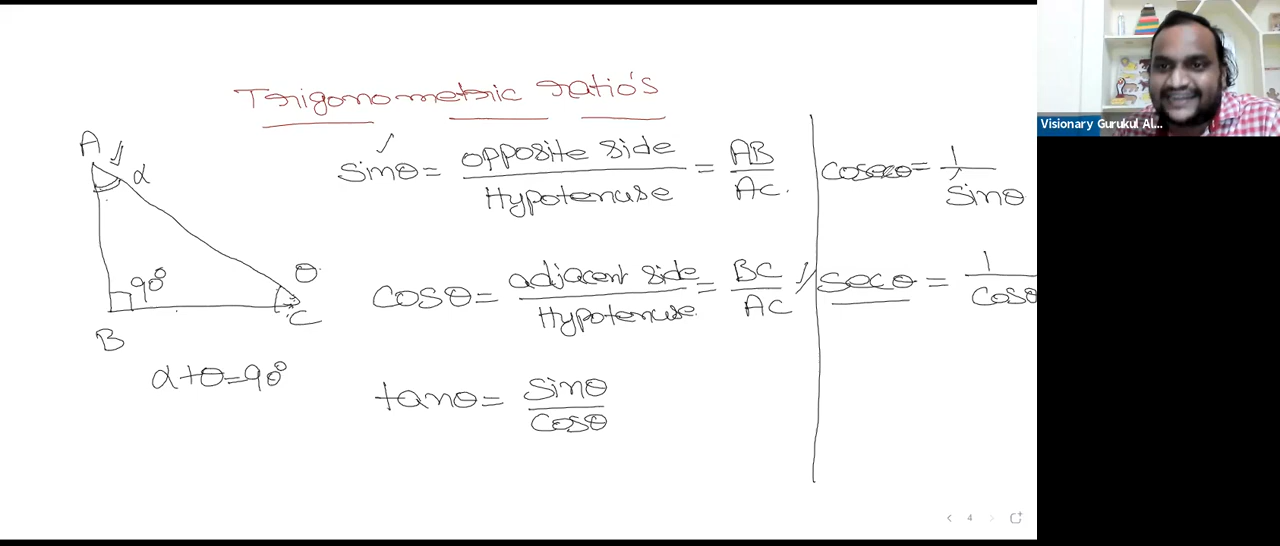 Trigonometric ratio's
A
α
90°
θ
B
C
α+θ=90°
sinθ = opposite side / Hypotenuse = AB / AC
cosθ = adjacent side / Hypotenuse = BC / AC
tanθ = sinθ / cosθ
cosecθ = 1 / sinθ
secθ = 1 / cosθ
Visionary Gurukul Al...
4